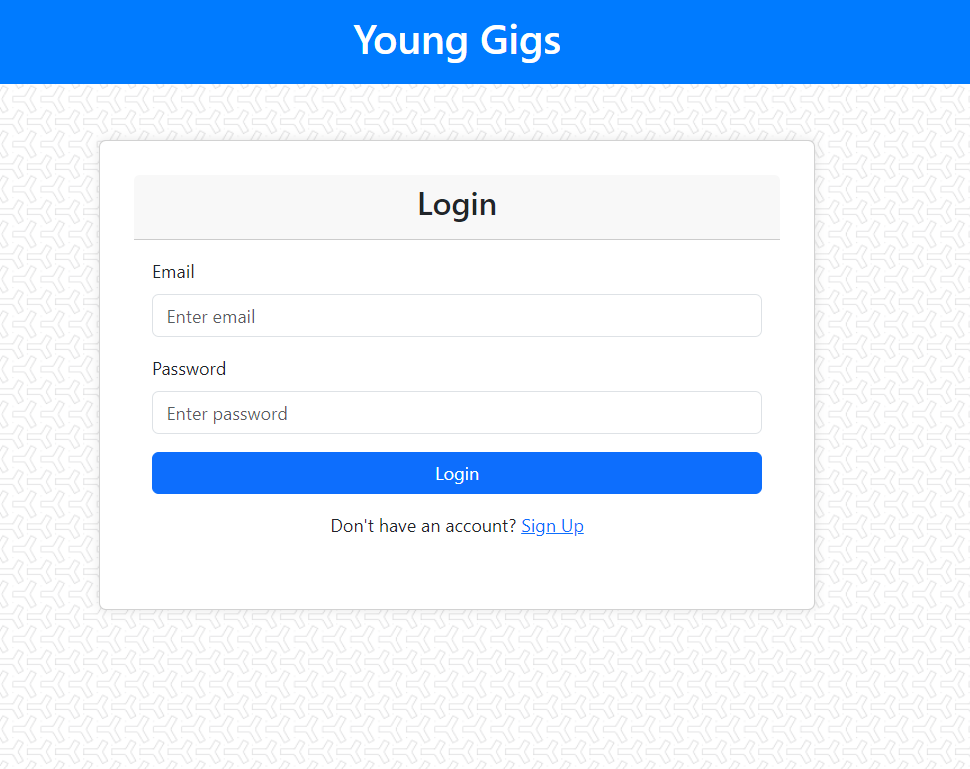 Young Gigs
Login
Email
Enter email
Password
Enter password
Login
Don't have an account? Sign Up